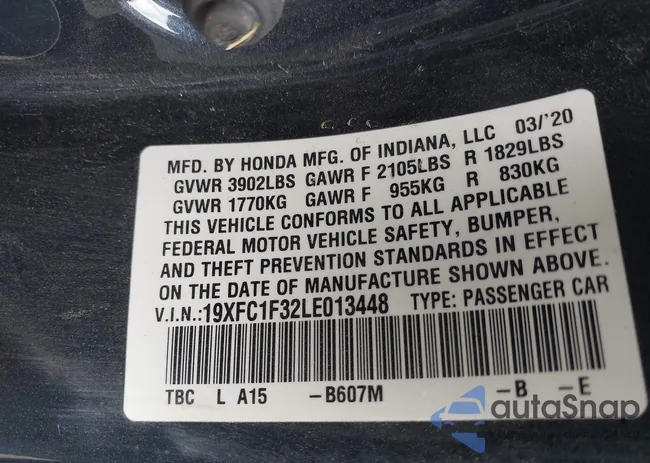 MFD. BY HONDA MFG. OF INDIANA, LLC 03/'20
GVWR 3902LBS GAWR F 2105LBS R 1829LBS
GVWR 1770KG GAWR F 955KG R 830KG
THIS VEHICLE CONFORMS TO ALL APPLICABLE
FEDERAL MOTOR VEHICLE SAFETY, BUMPER,
AND THEFT PREVENTION STANDARDS IN EFFECT
ON THE DATE OF MANUFACTURE SHOWN ABOVE.
V.I.N.:19XFC1F32LE013448 TYPE: PASSENGER CAR
TBC L A15 -B607M -B -E
autoSnap